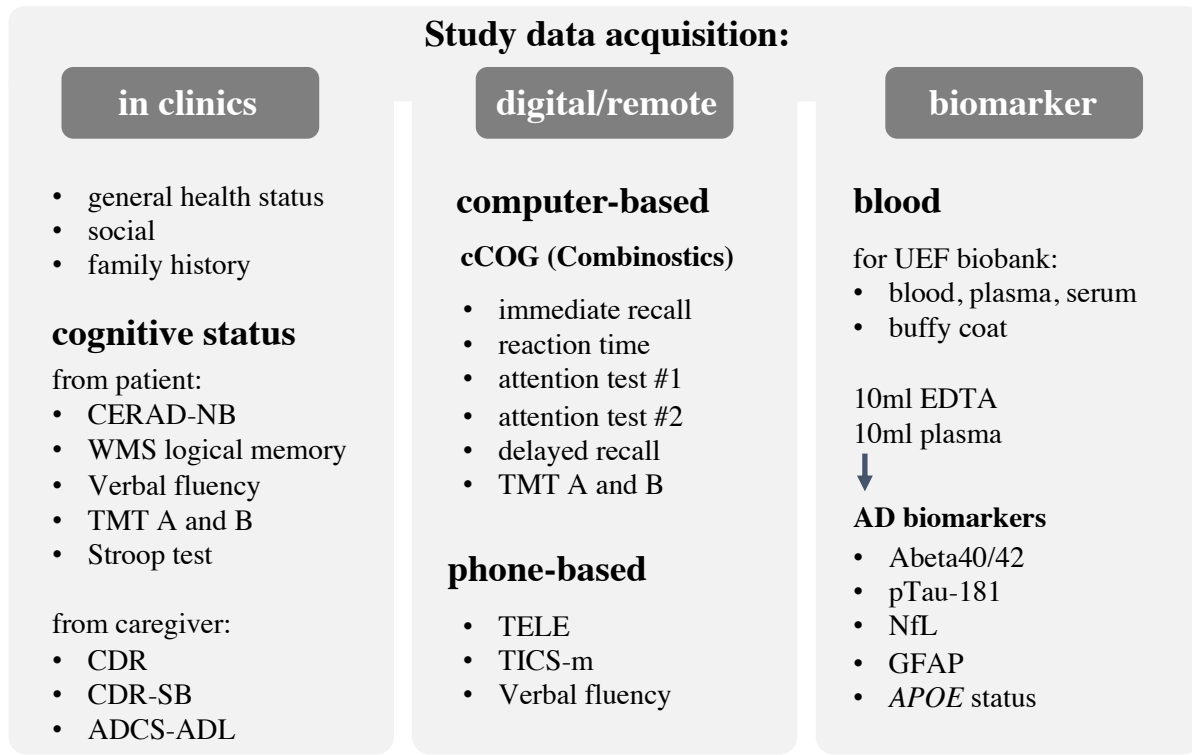 Study data acquisition:
in clinics
• general health status
• social
• family history
cognitive status
from patient:
• CERAD-NB
• WMS logical memory
• Verbal fluency
• TMT A and B
• Stroop test
from caregiver:
• CDR
• CDR-SB
• ADCS-ADL
digital/remote
computer-based
cCOG (Combinostics)
• immediate recall
• reaction time
• attention test #1
• attention test #2
• delayed recall
• TMT A and B
phone-based
• TELE
• TICS-m
• Verbal fluency
biomarker
blood
for UEF biobank:
• blood, plasma, serum
• buffy coat
10ml EDTA
10ml plasma
AD biomarkers
• Abeta40/42
• pTau-181
• NfL
• GFAP
• APOE status